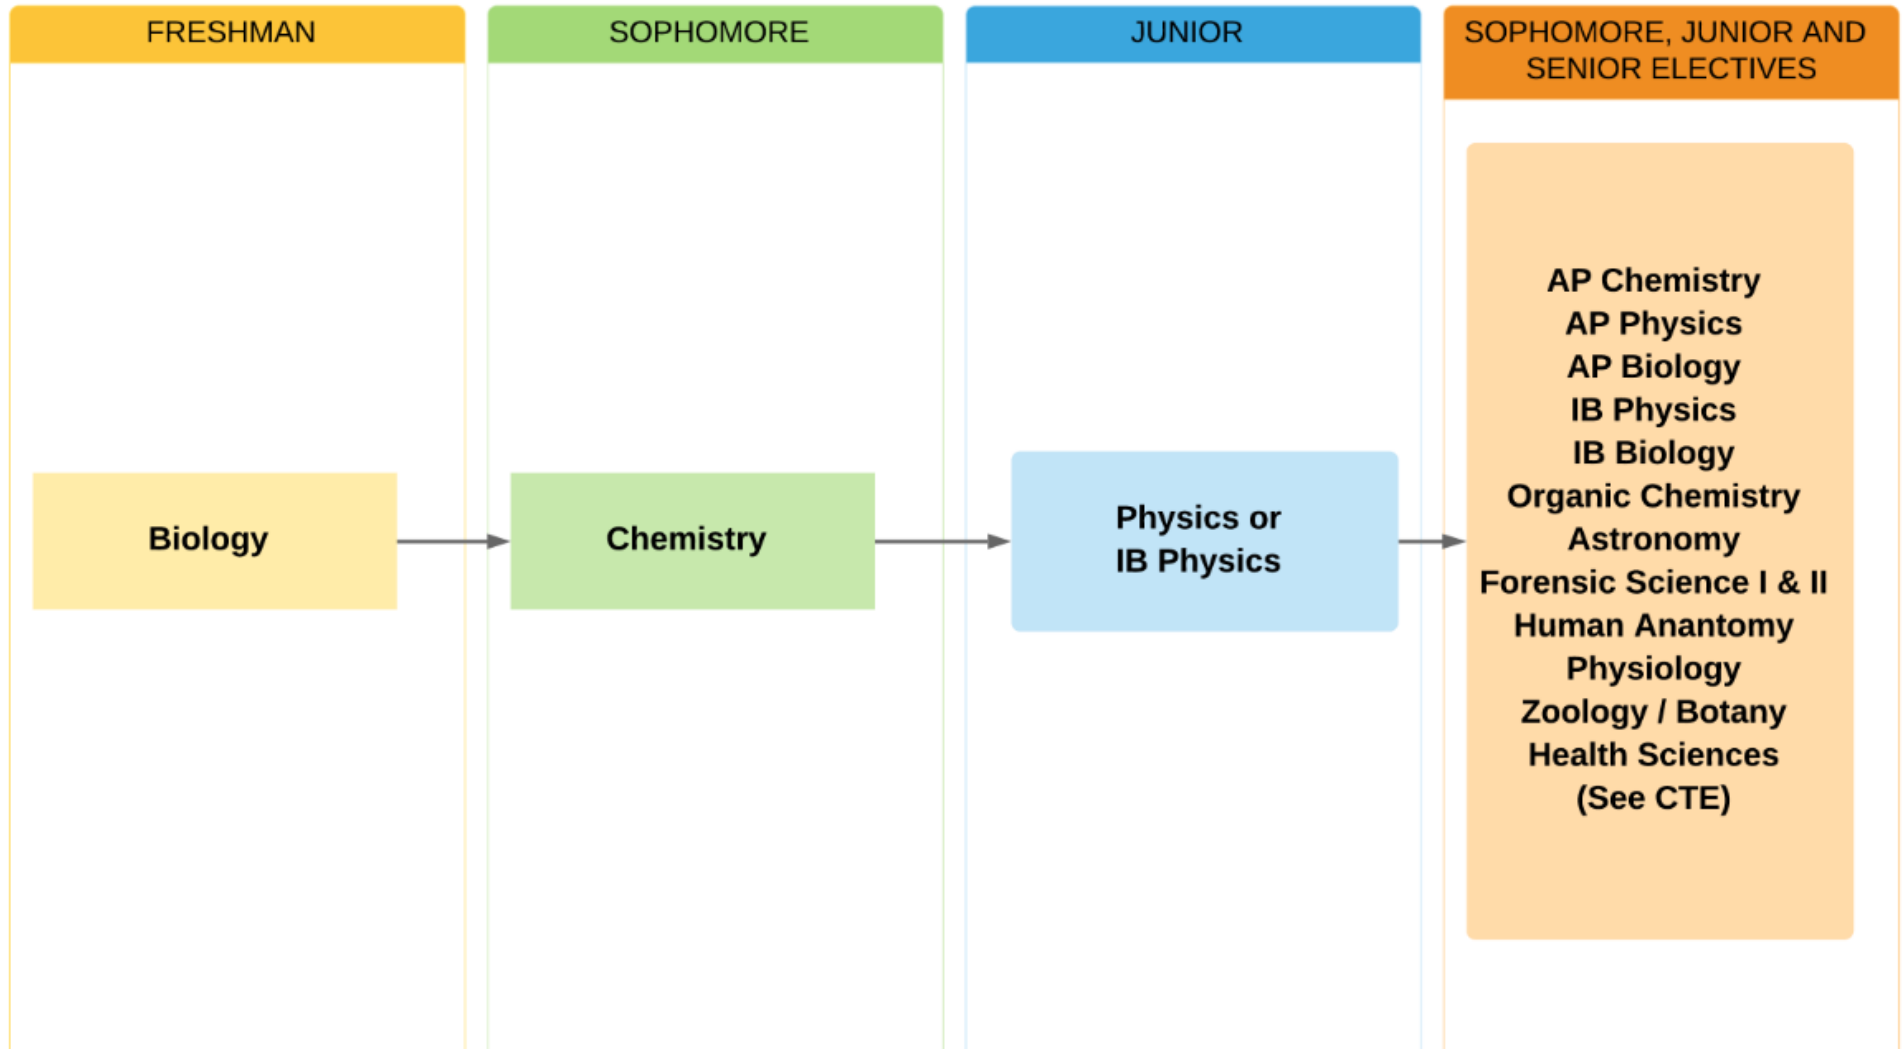 FRESHMAN
SOPHOMORE
JUNIOR
SOPHOMORE, JUNIOR AND
SENIOR ELECTIVES
Biology
Chemistry
Physics or
IB Physics
AP Chemistry
AP Physics
AP Biology
IB Physics
IB Biology
Organic Chemistry
Astronomy
Forensic Science I & II
Human Anantomy
Physiology
Zoology / Botany
Health Sciences
(See CTE)